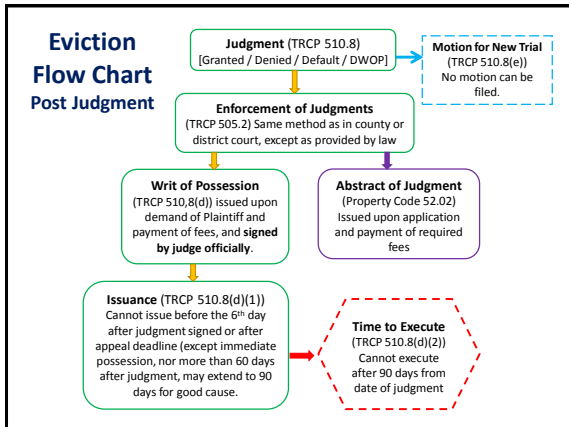 Eviction
Flow Chart
Post Judgment
Judgment (TRCP 510.8)
[Granted / Denied / Default / DWOP]
Motion for New Trial
(TRCP 510.8(e))
No motion can be
filed.
Enforcement of Judgments
(TRCP 505.2) Same method as in county or
district court, except as provided by law
Writ of Possession
(TRCP 510,8(d)) issued upon
demand of Plaintiff and
payment of fees, and signed
by judge officially.
Abstract of Judgment
(Property Code 52.02)
Issued upon application
and payment of required
fees
Issuance (TRCP 510.8(d)(1))
Cannot issue before the 6th day
after judgment signed or after
appeal deadline (except immediate
possession, nor more than 60 days
after judgment, may extend to 90
days for good cause.
Time to Execute
(TRCP 510.8(d)(2))
Cannot execute
after 90 days from
date of judgment